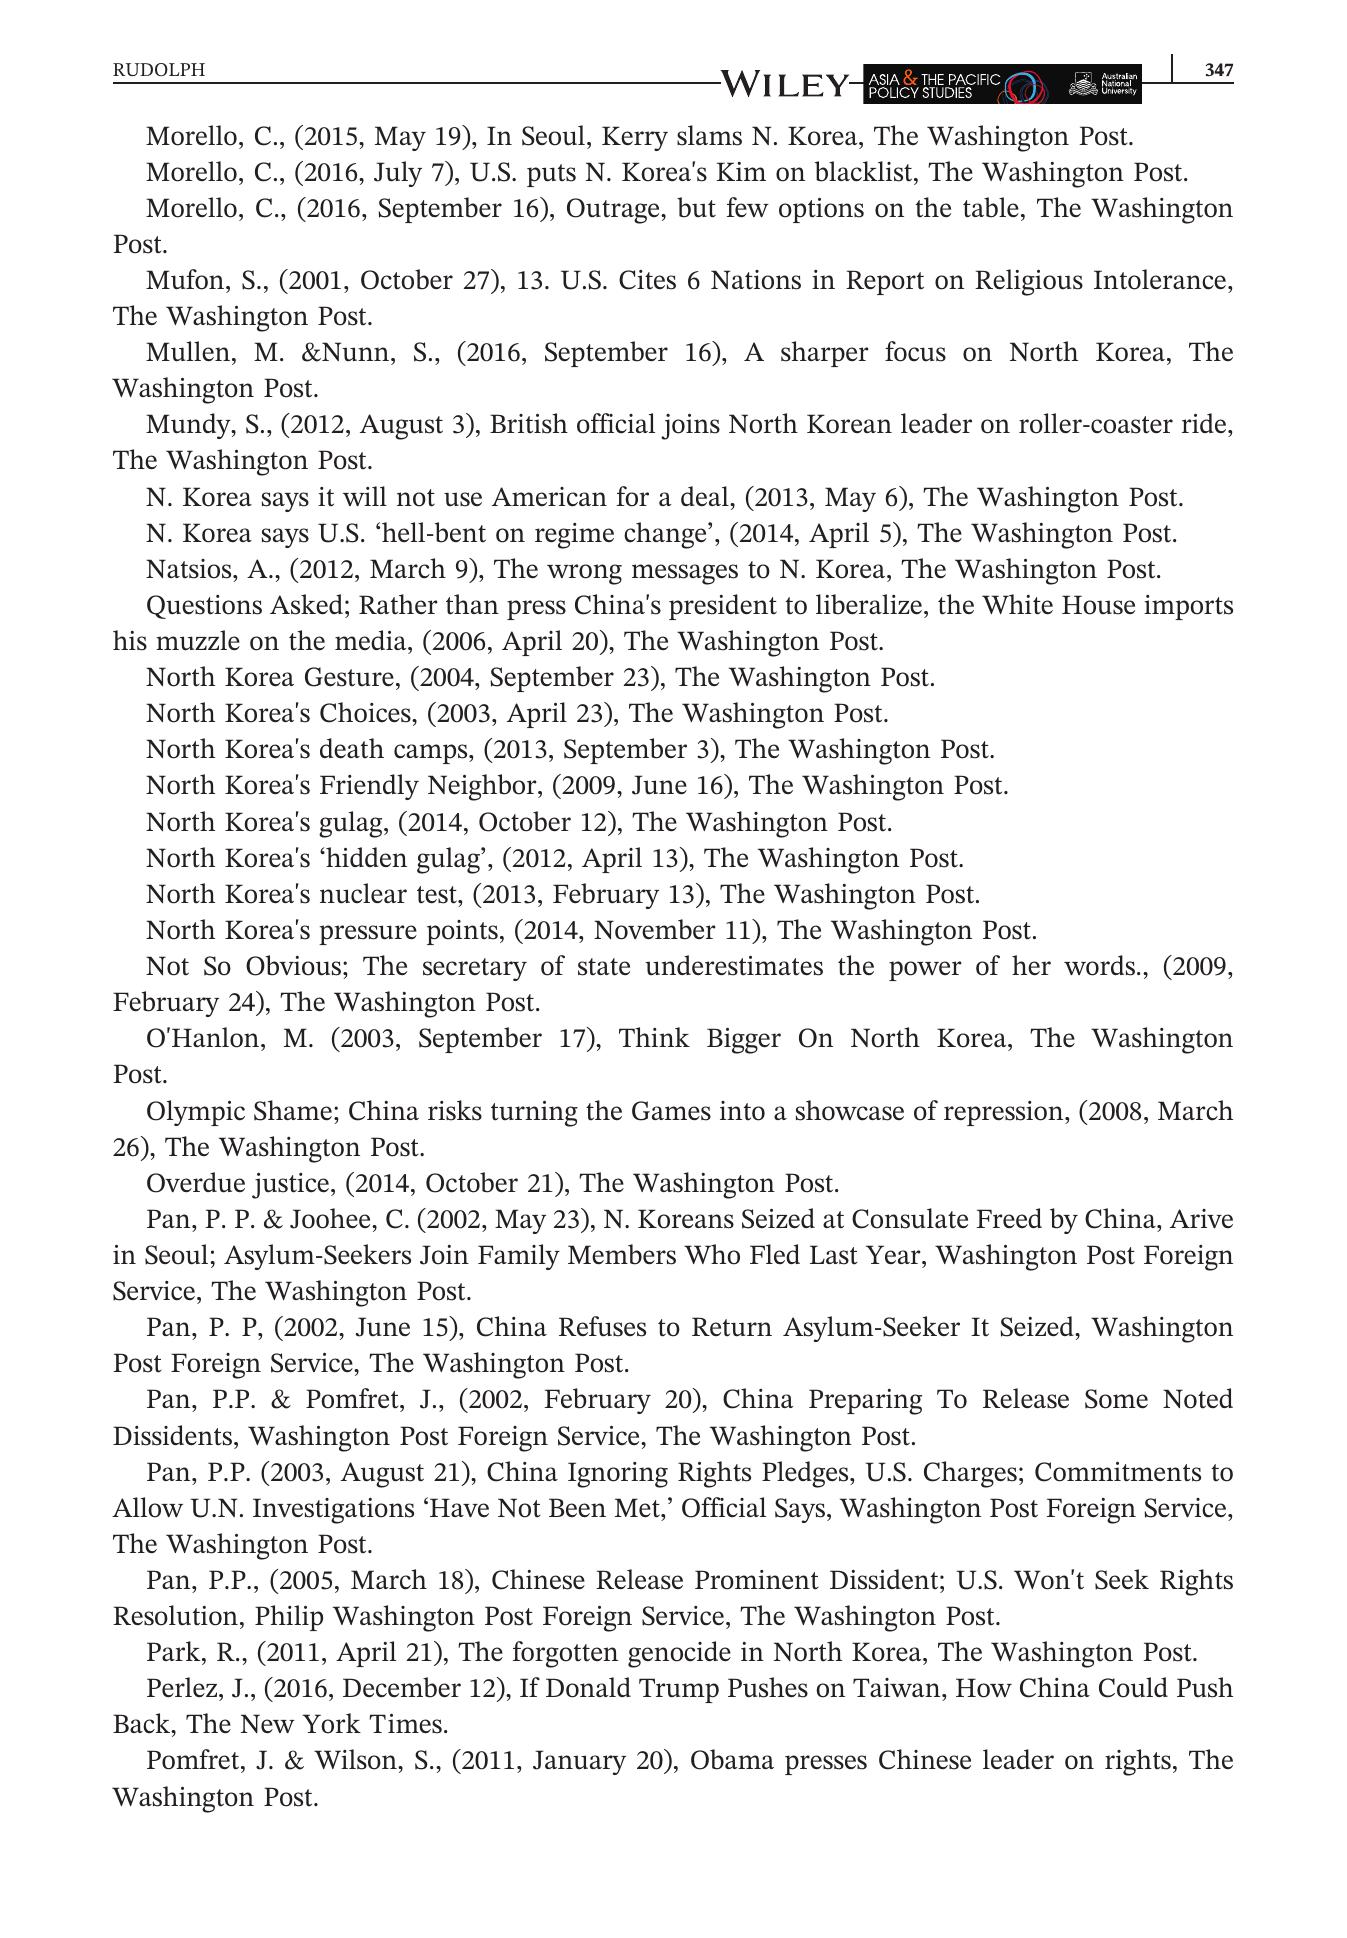 RUDOLPH
WILEY
ASIA & THE PACIFIC
POLICY STUDIES
Australian
National
University
347
Morello, C., (2015, May 19), In Seoul, Kerry slams N. Korea, The Washington Post.
Morello, C., (2016, July 7), U.S. puts N. Korea's Kim on blacklist, The Washington Post.
Morello, C., (2016, September 16), Outrage, but few options on the table, The Washington
Post.
Mufon, S., (2001, October 27), 13. U.S. Cites 6 Nations in Report on Religious Intolerance,
The Washington Post.
Mullen, M. &Nunn, S., (2016, September 16), A sharper focus on North Korea, The
Washington Post.
Mundy, S., (2012, August 3), British official joins North Korean leader on roller-coaster ride,
The Washington Post.
N. Korea says it will not use American for a deal, (2013, May 6), The Washington Post.
N. Korea says U.S. ‘hell-bent on regime change’, (2014, April 5), The Washington Post.
Natsios, A., (2012, March 9), The wrong messages to N. Korea, The Washington Post.
Questions Asked; Rather than press China's president to liberalize, the White House imports
his muzzle on the media, (2006, April 20), The Washington Post.
North Korea Gesture, (2004, September 23), The Washington Post.
North Korea's Choices, (2003, April 23), The Washington Post.
North Korea's death camps, (2013, September 3), The Washington Post.
North Korea's Friendly Neighbor, (2009, June 16), The Washington Post.
North Korea's gulag, (2014, October 12), The Washington Post.
North Korea's ‘hidden gulag’, (2012, April 13), The Washington Post.
North Korea's nuclear test, (2013, February 13), The Washington Post.
North Korea's pressure points, (2014, November 11), The Washington Post.
Not So Obvious; The secretary of state underestimates the power of her words., (2009,
February 24), The Washington Post.
O'Hanlon, M. (2003, September 17), Think Bigger On North Korea, The Washington
Post.
Olympic Shame; China risks turning the Games into a showcase of repression, (2008, March
26), The Washington Post.
Overdue justice, (2014, October 21), The Washington Post.
Pan, P. P. & Joohee, C. (2002, May 23), N. Koreans Seized at Consulate Freed by China, Arive
in Seoul; Asylum-Seekers Join Family Members Who Fled Last Year, Washington Post Foreign
Service, The Washington Post.
Pan, P. P, (2002, June 15), China Refuses to Return Asylum-Seeker It Seized, Washington
Post Foreign Service, The Washington Post.
Pan, P.P. & Pomfret, J., (2002, February 20), China Preparing To Release Some Noted
Dissidents, Washington Post Foreign Service, The Washington Post.
Pan, P.P. (2003, August 21), China Ignoring Rights Pledges, U.S. Charges; Commitments to
Allow U.N. Investigations ‘Have Not Been Met,’ Official Says, Washington Post Foreign Service,
The Washington Post.
Pan, P.P., (2005, March 18), Chinese Release Prominent Dissident; U.S. Won't Seek Rights
Resolution, Philip Washington Post Foreign Service, The Washington Post.
Park, R., (2011, April 21), The forgotten genocide in North Korea, The Washington Post.
Perlez, J., (2016, December 12), If Donald Trump Pushes on Taiwan, How China Could Push
Back, The New York Times.
Pomfret, J. & Wilson, S., (2011, January 20), Obama presses Chinese leader on rights, The
Washington Post.